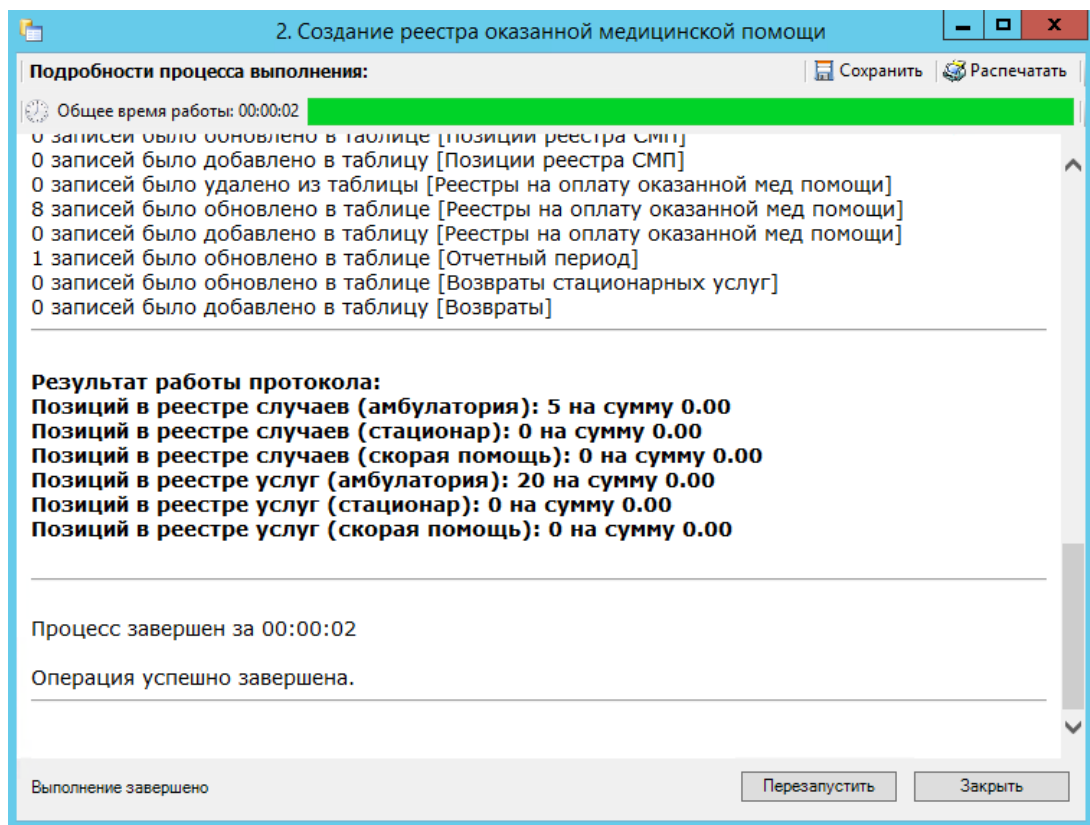 2. Создание реестра оказанной медицинской помощи
Подробности процесса выполнения:
Сохранить
Распечатать
Общее время работы: 00:00:02
0 записей было обновлено в таблице [Позиции реестра СМП]
0 записей было добавлено в таблицу [Позиции реестра СМП]
0 записей было удалено из таблицы [Реестры на оплату оказанной мед помощи]
8 записей было обновлено в таблице [Реестры на оплату оказанной мед помощи]
0 записей было добавлено в таблицу [Реестры на оплату оказанной мед помощи]
1 записей было обновлено в таблице [Отчетный период]
0 записей было обновлено в таблице [Возвраты стационарных услуг]
0 записей было добавлено в таблицу [Возвраты]
Результат работы протокола:
Позиций в реестре случаев (амбулатория): 5 на сумму 0.00
Позиций в реестре случаев (стационар): 0 на сумму 0.00
Позиций в реестре случаев (скорая помощь): 0 на сумму 0.00
Позиций в реестре услуг (амбулатория): 20 на сумму 0.00
Позиций в реестре услуг (стационар): 0 на сумму 0.00
Позиций в реестре услуг (скорая помощь): 0 на сумму 0.00
Процесс завершен за 00:00:02
Операция успешно завершена.
Выполнение завершено
Перезапустить
Закрыть